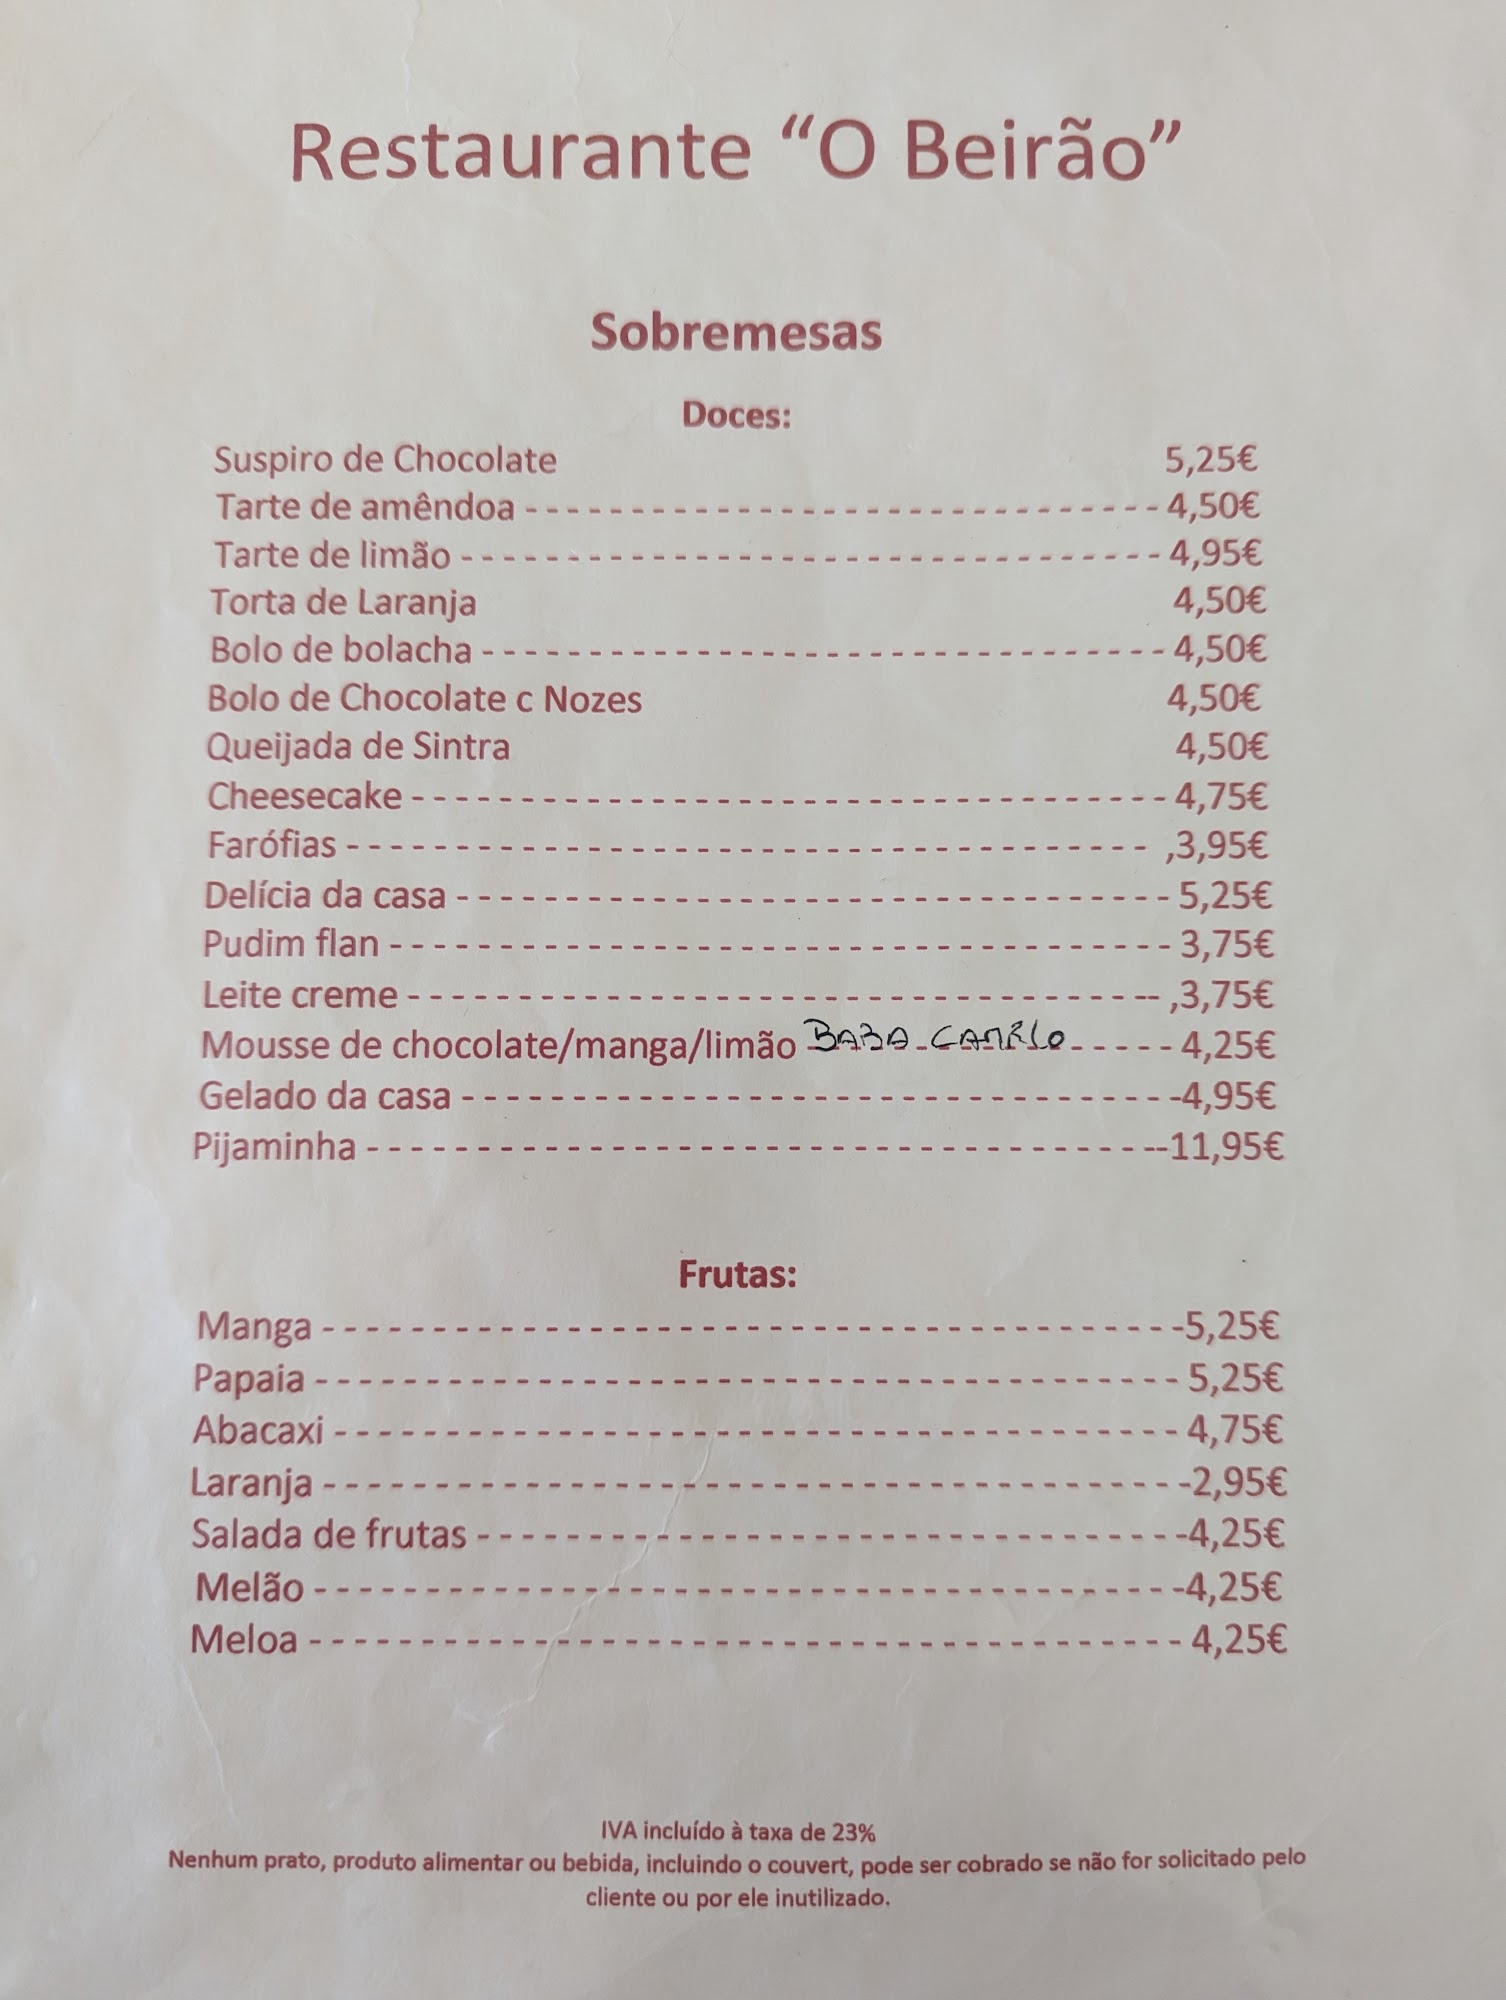 Restaurante “O Beirão”
Sobremesas
Doces:
Suspiro de Chocolate 5,25€
Tarte de amêndoa - - - - - - - - - - - - - - - - - - - - - - - - - - - - - - 4,50€
Tarte de limão - - - - - - - - - - - - - - - - - - - - - - - - - - - - - - - - - 4,95€
Torta de Laranja 4,50€
Bolo de bolacha - - - - - - - - - - - - - - - - - - - - - - - - - - - - - - - - 4,50€
Bolo de Chocolate c Nozes 4,50€
Queijada de Sintra 4,50€
Cheesecake - - - - - - - - - - - - - - - - - - - - - - - - - - - - - - - - - - - 4,75€
Farófias - - - - - - - - - - - - - - - - - - - - - - - - - - - - - - - - - - - - - ,3,95€
Delícia da casa - - - - - - - - - - - - - - - - - - - - - - - - - - - - - - - - - 5,25€
Pudim flan - - - - - - - - - - - - - - - - - - - - - - - - - - - - - - - - - - - - 3,75€
Leite creme - - - - - - - - - - - - - - - - - - - - - - - - - - - - - - - - - -- ,3,75€
Mousse de chocolate/manga/limão BABA CAMELO - - - - - 4,25€
Gelado da casa - - - - - - - - - - - - - - - - - - - - - - - - - - - - - - - - -4,95€
Pijaminha - - - - - - - - - - - - - - - - - - - - - - - - - - - - - - - - - - - --11,95€
Frutas:
Manga - - - - - - - - - - - - - - - - - - - - - - - - - - - - - - - - - - - - - - -5,25€
Papaia - - - - - - - - - - - - - - - - - - - - - - - - - - - - - - - - - - - - - - - 5,25€
Abacaxi - - - - - - - - - - - - - - - - - - - - - - - - - - - - - - - - - - - - - - 4,75€
Laranja - - - - - - - - - - - - - - - - - - - - - - - - - - - - - - - - - - - - - - -2,95€
Salada de frutas - - - - - - - - - - - - - - - - - - - - - - - - - - - - - - - -4,25€
Melão - - - - - - - - - - - - - - - - - - - - - - - - - - - - - - - - - - - - - - -4,25€
Meloa - - - - - - - - - - - - - - - - - - - - - - - - - - - - - - - - - - - - - - - 4,25€
IVA incluído à taxa de 23%
Nenhum prato, produto alimentar ou bebida, incluindo o couvert, pode ser cobrado se não for solicitado pelo
cliente ou por ele inutilizado.